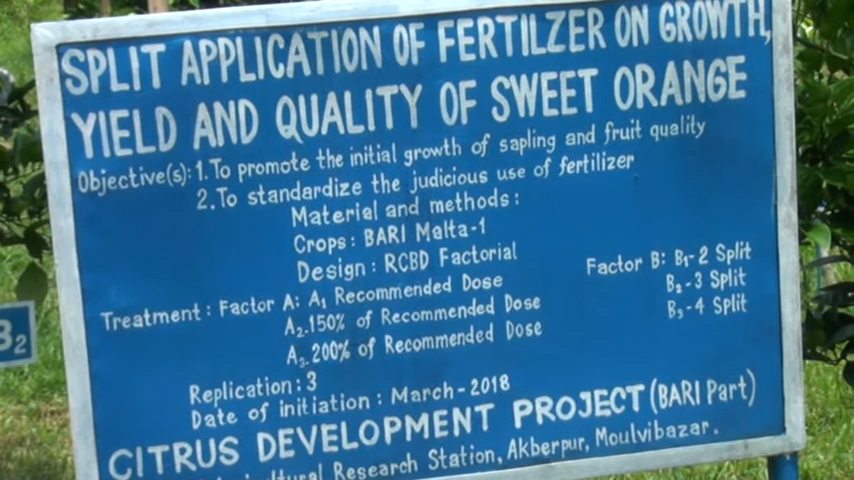 SPLIT APPLICATION OF FERTILZER ON GROWTH,
YIELD AND QUALITY OF SWEET ORANGE
Objective(s): 1. To promote the initial growth of sapling and fruit quality
2. To standardize the judicious use of fertilizer
Material and methods:
Crops: BARI Malta-1
Design: RCBD Factorial
Treatment: Factor A: A₁ Recommended Dose Factor B: B₁-2 Split
A₂.150% of Recommended Dose B₂-3 Split
A₃.200% of Recommended Dose B₃-4 Split
Replication: 3
Date of initiation: March-2018
CITRUS DEVELOPMENT PROJECT (BARI Part)
Research Station, Akberpur, Moulvibazar.
B₂